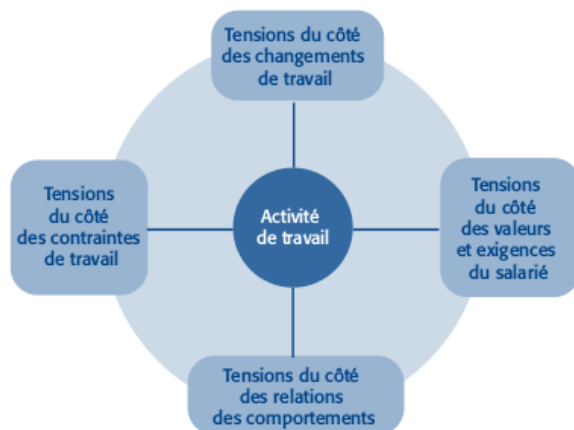 Tensions du côté
des changements
de travail
Tensions
du côté
des contraintes
de travail
Activité
de travail
Tensions
du côté
des valeurs
et exigences
du salarié
Tensions du côté
des relations
des comportements